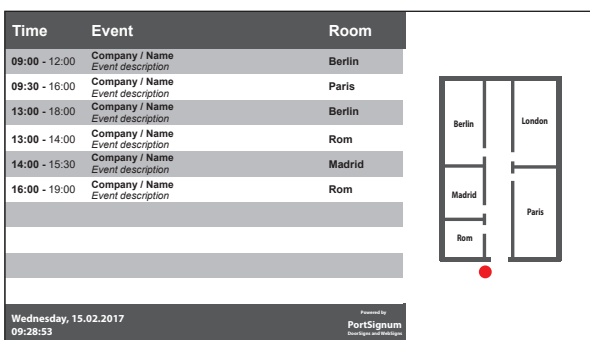 Time Event Room
09:00 - 12:00 Company / Name Berlin
Event description
09:30 - 16:00 Company / Name Paris
Event description
13:00 - 18:00 Company / Name Berlin
Event description
13:00 - 14:00 Company / Name Rom
Event description
14:00 - 15:30 Company / Name Madrid
Event description
16:00 - 19:00 Company / Name Rom
Event description
Wednesday, 15.02.2017
09:28:53
Powered by
PortSignum
DoorSigns and WebSigns
Berlin
London
Madrid
Paris
Rom